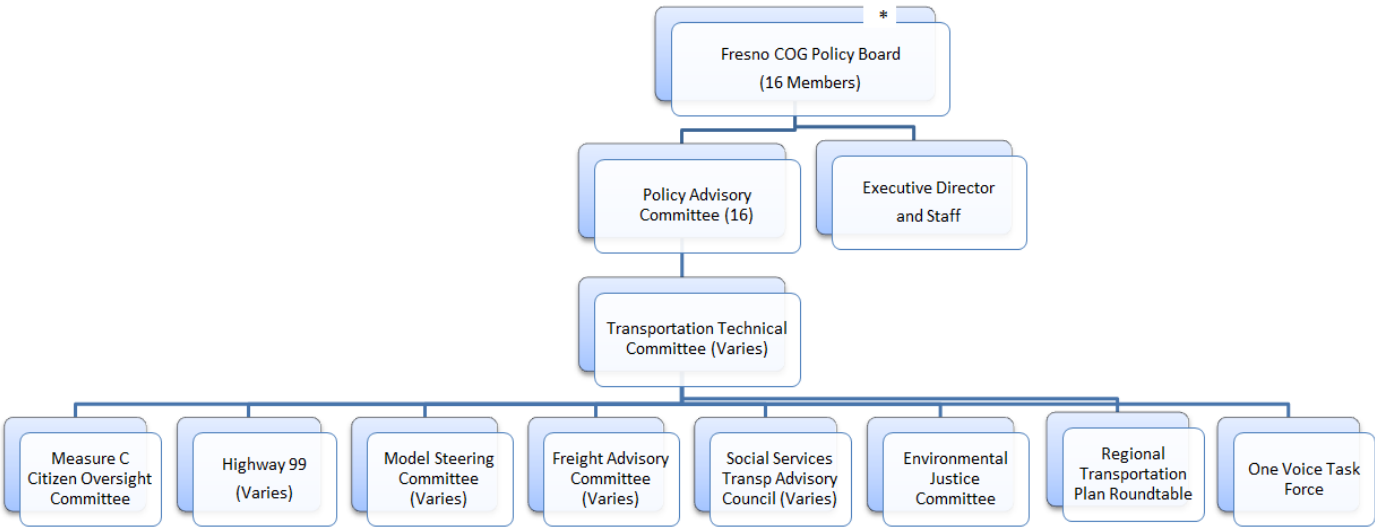 *
Fresno COG Policy Board
(16 Members)
Policy Advisory
Committee (16)
Executive Director
and Staff
Transportation Technical
Committee (Varies)
Measure C
Citizen Oversight
Committee
Highway 99
(Varies)
Model Steering
Committee
(Varies)
Freight Advisory
Committee
(Varies)
Social Services
Transp Advisory
Council (Varies)
Environmental
Justice
Committee
Regional
Transportation
Plan Roundtable
One Voice Task
Force